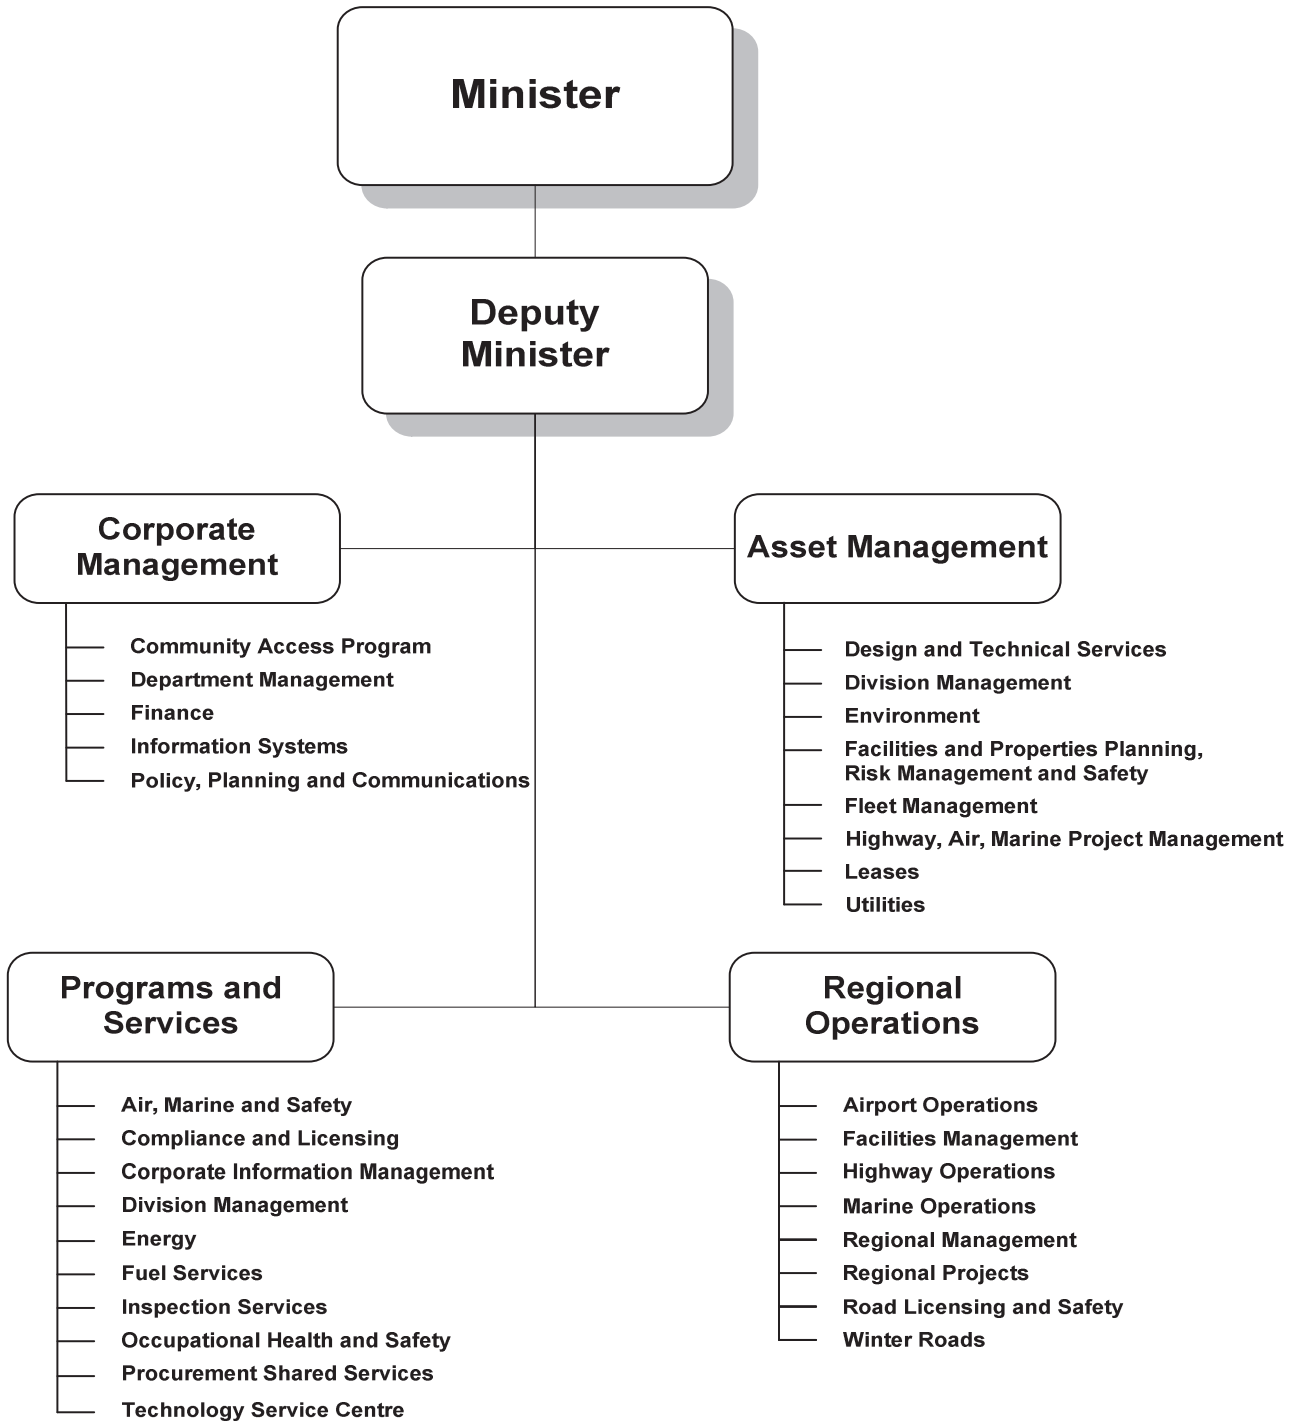 Minister
Deputy
Minister
Corporate
Management
Community Access Program
Department Management
Finance
Information Systems
Policy, Planning and Communications
Asset Management
Design and Technical Services
Division Management
Environment
Facilities and Properties Planning,
Risk Management and Safety
Fleet Management
Highway, Air, Marine Project Management
Leases
Utilities
Programs and
Services
Air, Marine and Safety
Compliance and Licensing
Corporate Information Management
Division Management
Energy
Fuel Services
Inspection Services
Occupational Health and Safety
Procurement Shared Services
Technology Service Centre
Regional
Operations
Airport Operations
Facilities Management
Highway Operations
Marine Operations
Regional Management
Regional Projects
Road Licensing and Safety
Winter Roads